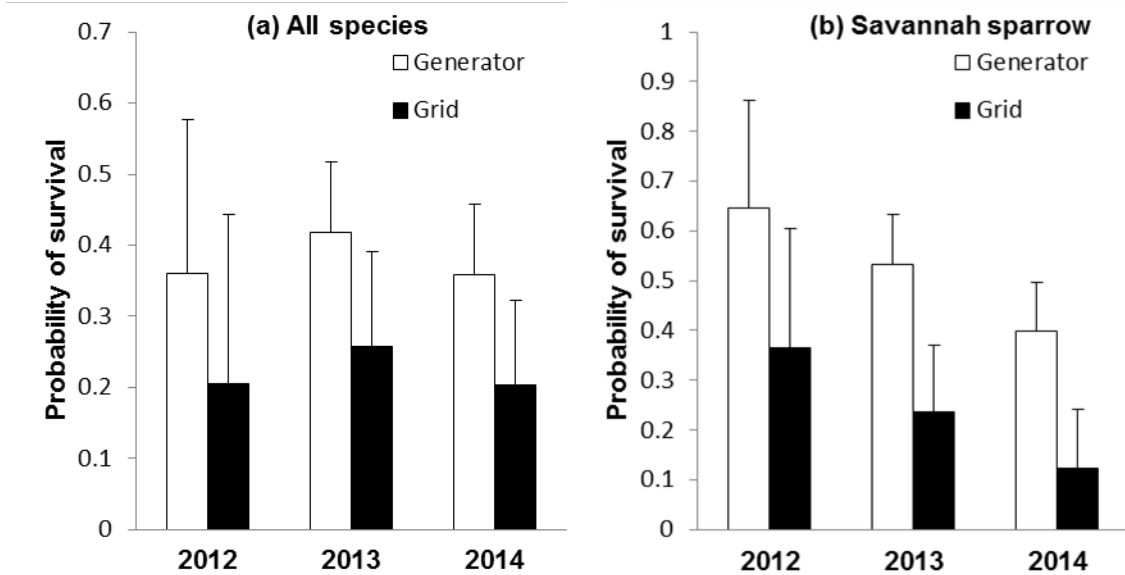 (a) All species
Generator
Grid
Probability of survival
0.7
0.6
0.5
0.4
0.3
0.2
0.1
0
2012 2013 2014
(b) Savannah sparrow
Generator
Grid
Probability of survival
1
0.9
0.8
0.7
0.6
0.5
0.4
0.3
0.2
0.1
0
2012 2013 2014